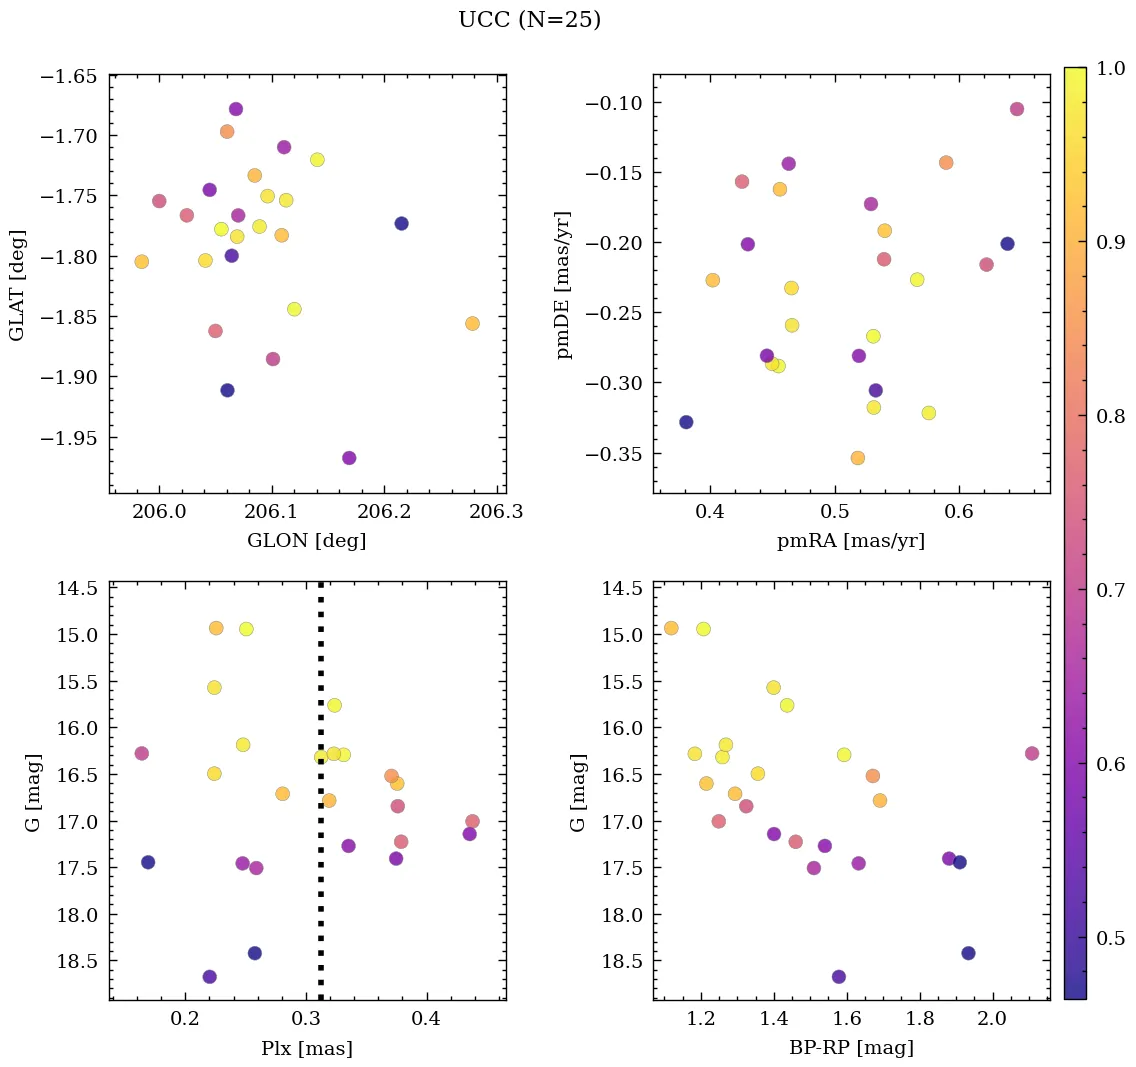 UCC (N=25)
−1.65
−1.70
−1.75
−1.80
−1.85
−1.90
−1.95
GLAT [deg]
206.0 206.1 206.2 206.3
GLON [deg]
−0.10
−0.15
−0.20
−0.25
−0.30
−0.35
pmDE [mas/yr]
0.4 0.5 0.6
pmRA [mas/yr]
14.5
15.0
15.5
16.0
16.5
17.0
17.5
18.0
18.5
G [mag]
0.2 0.3 0.4
Plx [mas]
14.5
15.0
15.5
16.0
16.5
17.0
17.5
18.0
18.5
G [mag]
1.2 1.4 1.6 1.8 2.0
BP-RP [mag]
1.0
0.9
0.8
0.7
0.6
0.5